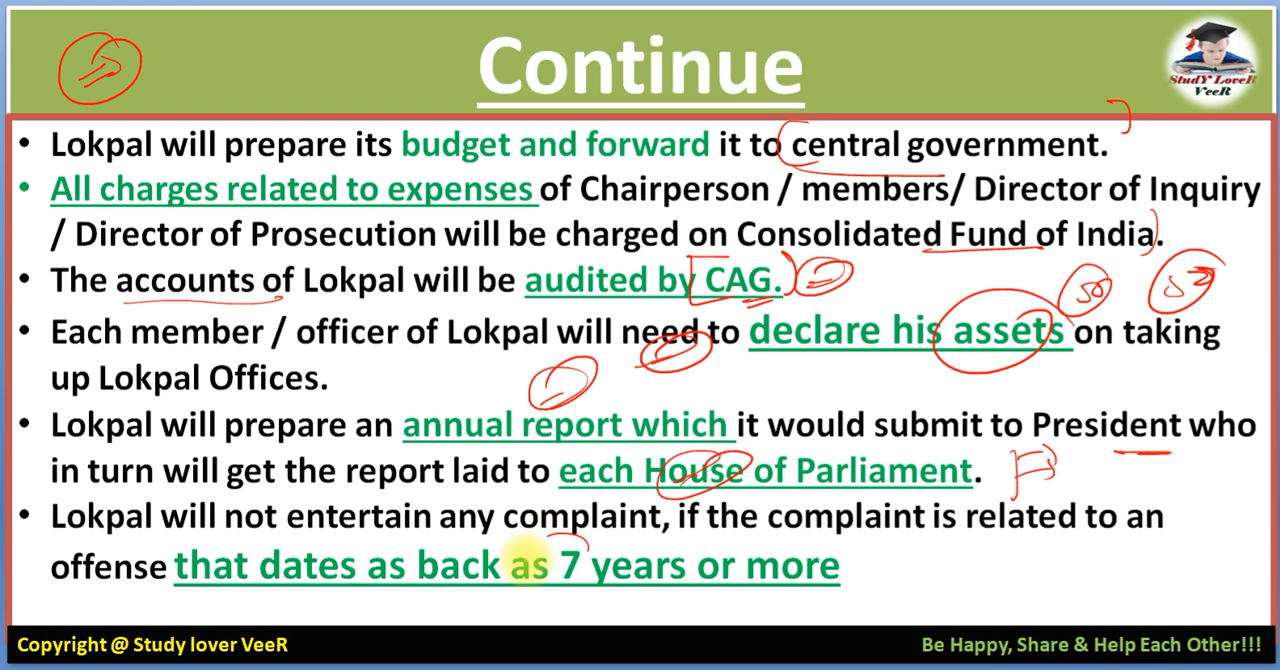 Continue
StudY LoveR
VeeR
• Lokpal will prepare its budget and forward it to central government.
• All charges related to expenses of Chairperson / members/ Director of Inquiry
/ Director of Prosecution will be charged on Consolidated Fund of India.
• The accounts of Lokpal will be audited by CAG.
• Each member / officer of Lokpal will need to declare his assets on taking
up Lokpal Offices.
• Lokpal will prepare an annual report which it would submit to President who
in turn will get the report laid to each House of Parliament.
• Lokpal will not entertain any complaint, if the complaint is related to an
offense that dates as back as 7 years or more
Copyright @ Study lover VeeR
Be Happy, Share & Help Each Other!!!